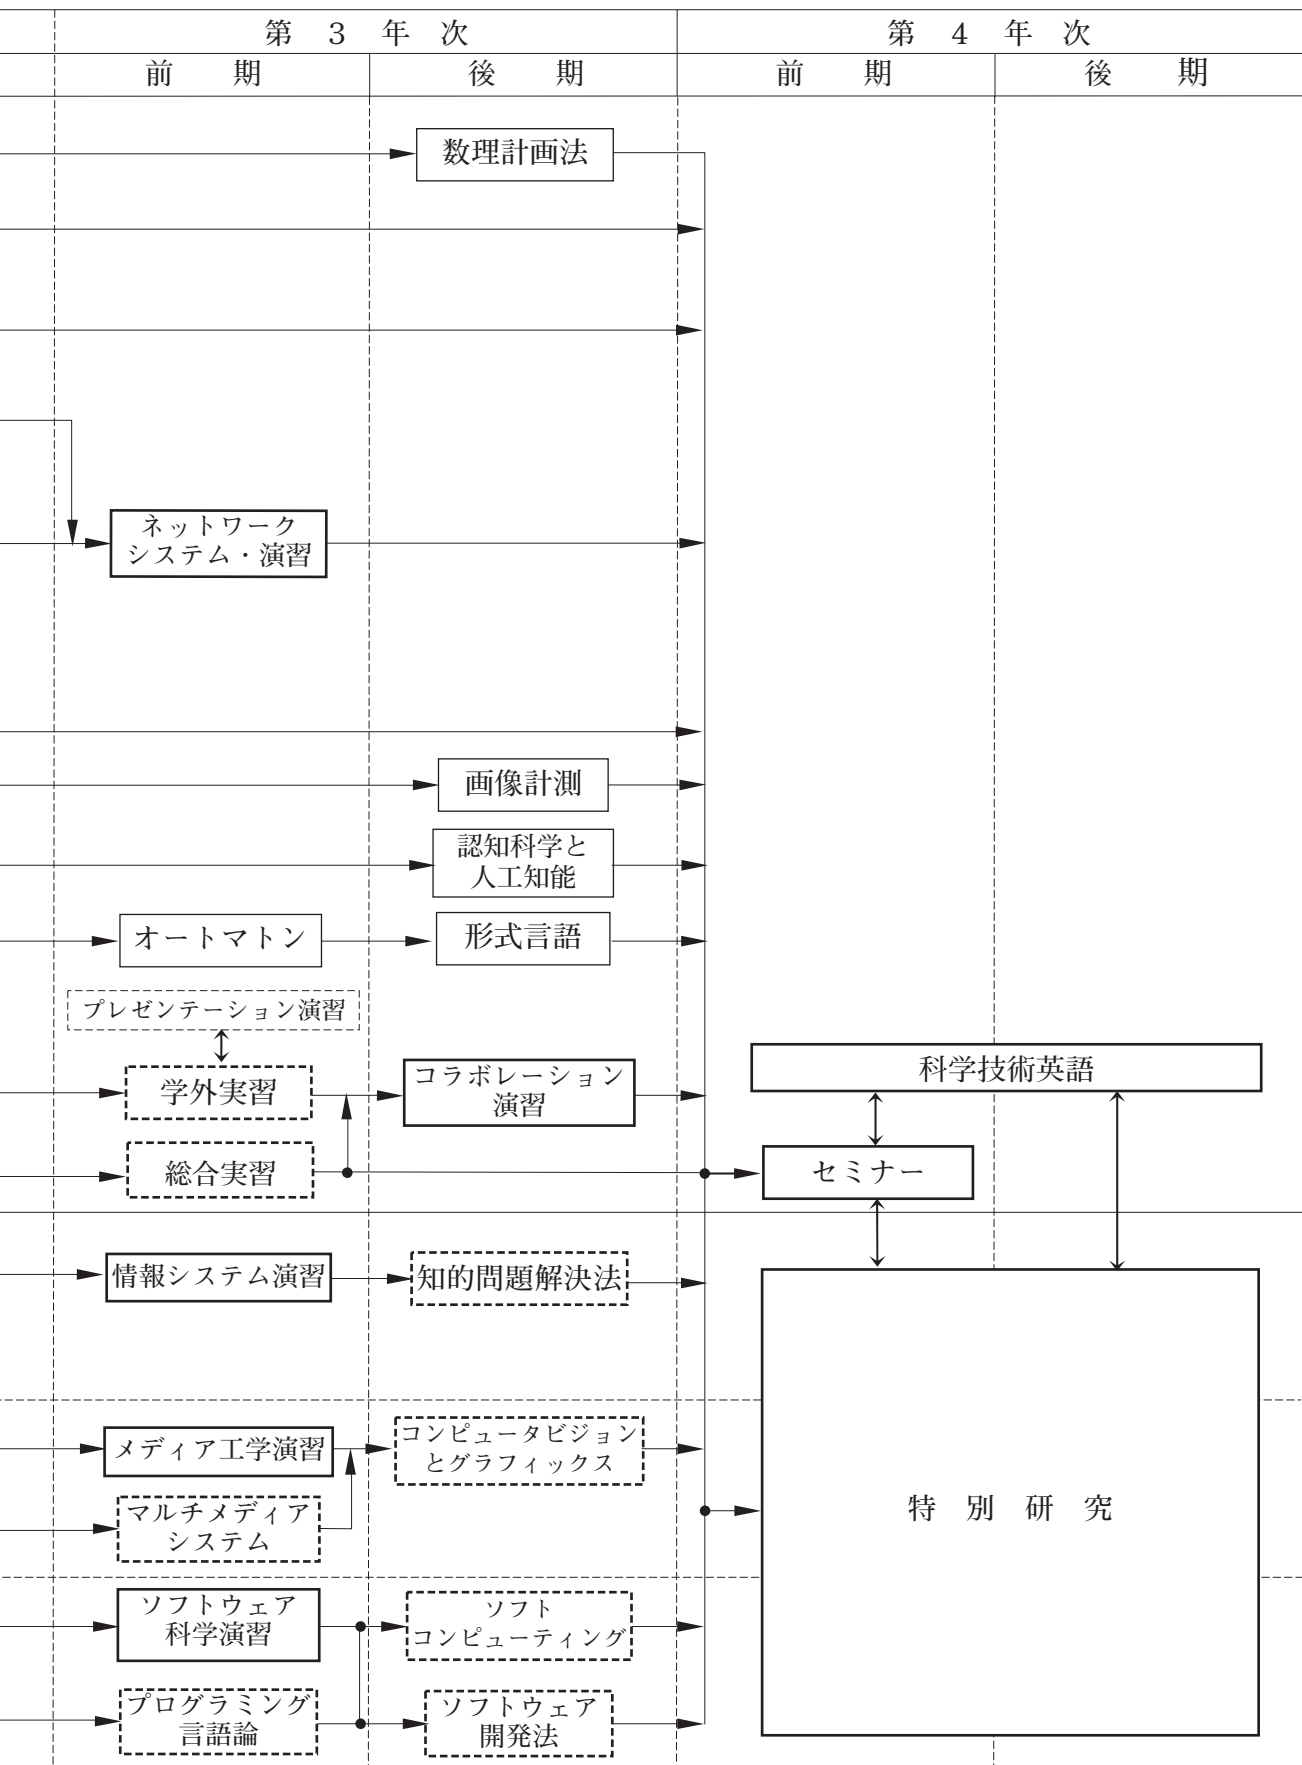 第 3 年 次
第 4 年 次
前 期
後 期
前 期
後 期
数理計画法
ネットワーク
システム・演習
画像計測
認知科学と
人工知能
オートマトン
形式言語
プレゼンテーション演習
学外実習
コラボレーション
演習
科学技術英語
総合実習
セミナー
情報システム演習
知的問題解決法
メディア工学演習
コンピュータビジョン
とグラフィックス
マルチメディア
システム
特 別 研 究
ソフトウェア
科学演習
ソフト
コンピューティング
プログラミング
言語論
ソフトウェア
開発法